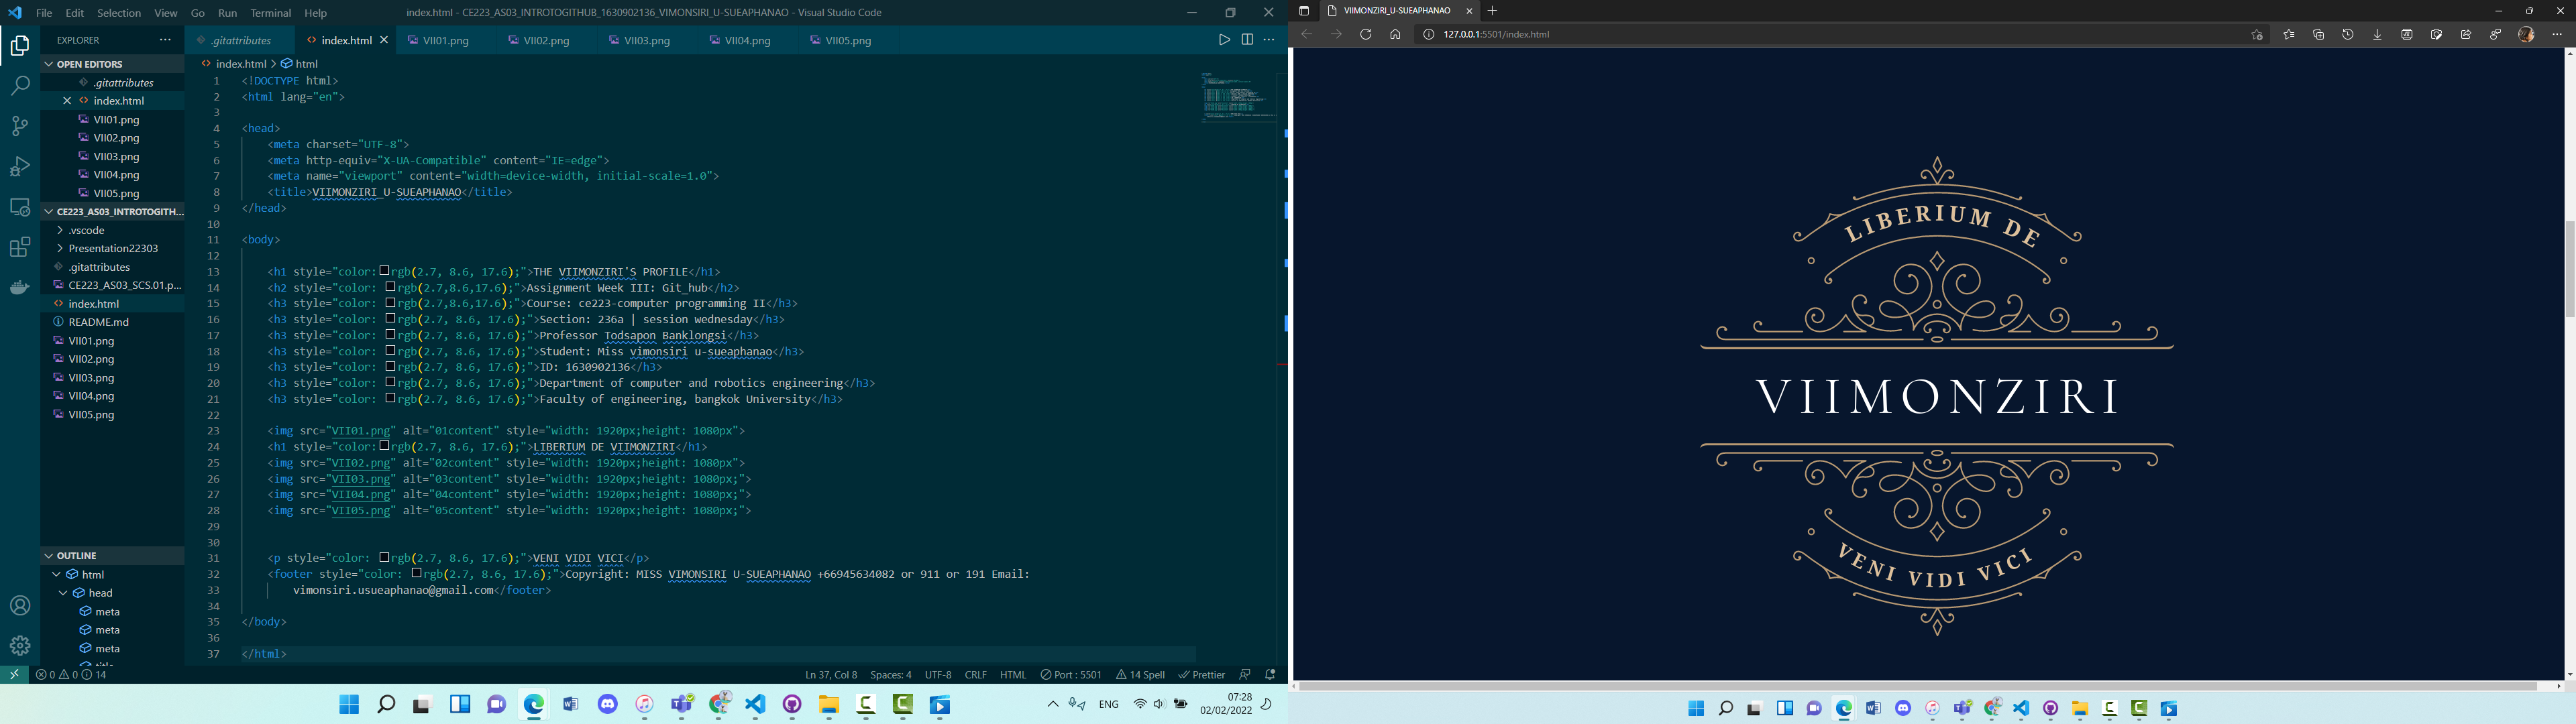 File Edit Selection View Go Run Terminal Help
index.html - CE223_AS03_INTROTOGITHUB_1630902136_VIMONSIRI_U-SUEAPHANAO - Visual Studio Code
EXPLORER
OPEN EDITORS
.gitattributes
index.html
VII01.png
VII02.png
VII03.png
VII04.png
VII05.png
CE223_AS03_INTROTOGITH...
.vscode
Presentation22303
.gitattributes
CE223_AS03_SCS.01.p...
index.html
README.md
VII01.png
VII02.png
VII03.png
VII04.png
VII05.png
OUTLINE
html
head
meta
meta
meta
.gitattributes index.html VII01.png VII02.png VII03.png VII04.png VII05.png
index.html > html
1 <!DOCTYPE html>
2 <html lang="en">
3
4 <head>
5 <meta charset="UTF-8">
6 <meta http-equiv="X-UA-Compatible" content="IE=edge">
7 <meta name="viewport" content="width=device-width, initial-scale=1.0">
8 <title>VIIMONZIRI_U-SUEAPHANAO</title>
9 </head>
10
11 <body>
12
13 <h1 style="color:rgb(2.7, 8.6, 17.6);">THE VIIMONZIRI'S PROFILE</h1>
14 <h2 style="color: rgb(2.7,8.6,17.6);">Assignment Week III: Git_hub</h2>
15 <h3 style="color: rgb(2.7,8.6,17.6);">Course: ce223-computer programming II</h3>
16 <h3 style="color: rgb(2.7, 8.6, 17.6);">Section: 236a | session wednesday</h3>
17 <h3 style="color: rgb(2.7, 8.6, 17.6);">Professor Todsapon Banklongsi</h3>
18 <h3 style="color: rgb(2.7, 8.6, 17.6);">Student: Miss vimonsiri u-sueaphanao</h3>
19 <h3 style="color: rgb(2.7, 8.6, 17.6);">ID: 1630902136</h3>
20 <h3 style="color: rgb(2.7, 8.6, 17.6);">Department of computer and robotics engineering</h3>
21 <h3 style="color: rgb(2.7, 8.6, 17.6);">Faculty of engineering, bangkok University</h3>
22
23 <img src="VII01.png" alt="01content" style="width: 1920px;height: 1080px">
24 <h1 style="color:rgb(2.7, 8.6, 17.6);">LIBERIUM DE VIIMONZIRI</h1>
25 <img src="VII02.png" alt="02content" style="width: 1920px;height: 1080px">
26 <img src="VII03.png" alt="03content" style="width: 1920px;height: 1080px;">
27 <img src="VII04.png" alt="04content" style="width: 1920px;height: 1080px;">
28 <img src="VII05.png" alt="05content" style="width: 1920px;height: 1080px;">
29
30
31 <p style="color: rgb(2.7, 8.6, 17.6);">VENI VIDI VICI</p>
32 <footer style="color: rgb(2.7, 8.6, 17.6);">Copyright: MISS VIMONSIRI U-SUEAPHANAO +66945634082 or 911 or 191 Email:
33 vimonsiri.usueaphanao@gmail.com</footer>
34
35 </body>
36
37 </html>
0 0 14
Ln 37, Col 8 Spaces: 4 UTF-8 CRLF HTML Port : 5501 14 Spell Prettier
ENG 07:28
02/02/2022
VIIMONZIRI_U-SUEAPHANAO
127.0.0.1:5501/index.html
LIBERIUM DE
VIIMONZIRI
VENI VIDI VICI